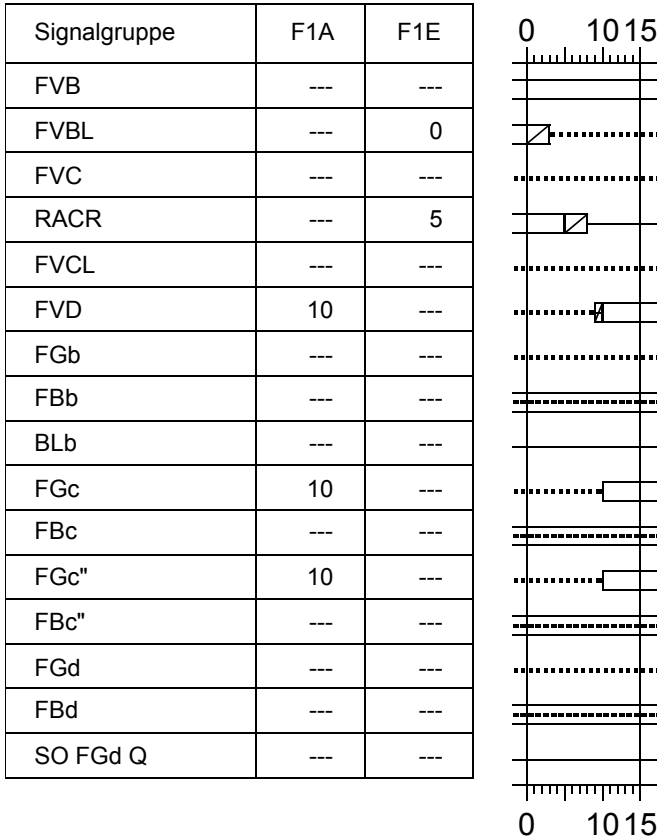 Signalgruppe F1A F1E 0 10 15
FVB --- ---
FVBL --- 0
FVC --- ---
RACR --- 5
FVCL --- ---
FVD 10 ---
FGb --- ---
FBb --- ---
BLb --- ---
FGc 10 ---
FBc --- ---
FGc" 10 ---
FBc" --- ---
FGd --- ---
FBd --- ---
SO FGd Q --- ---
0 10 15